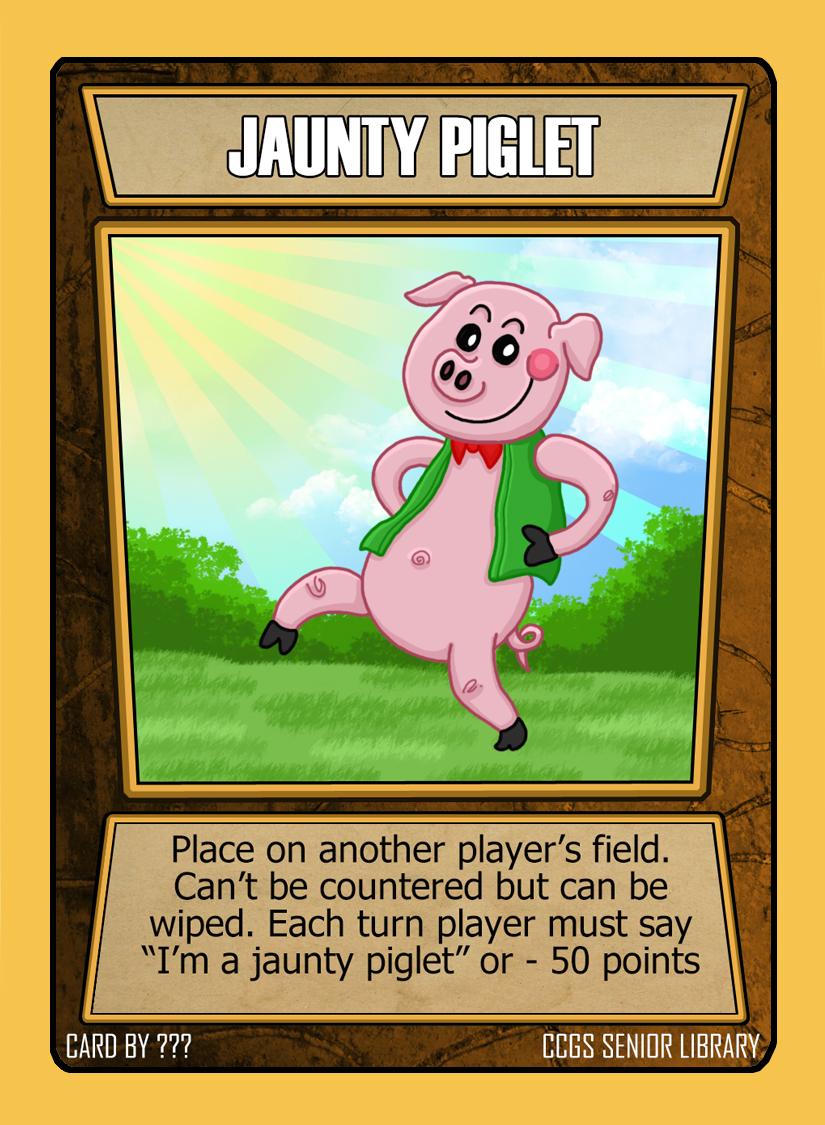 JAUNTY PIGLET
Place on another player’s field.
Can’t be countered but can be
wiped. Each turn player must say
“I’m a jaunty piglet” or - 50 points
CARD BY ???
CCGS SENIOR LIBRARY